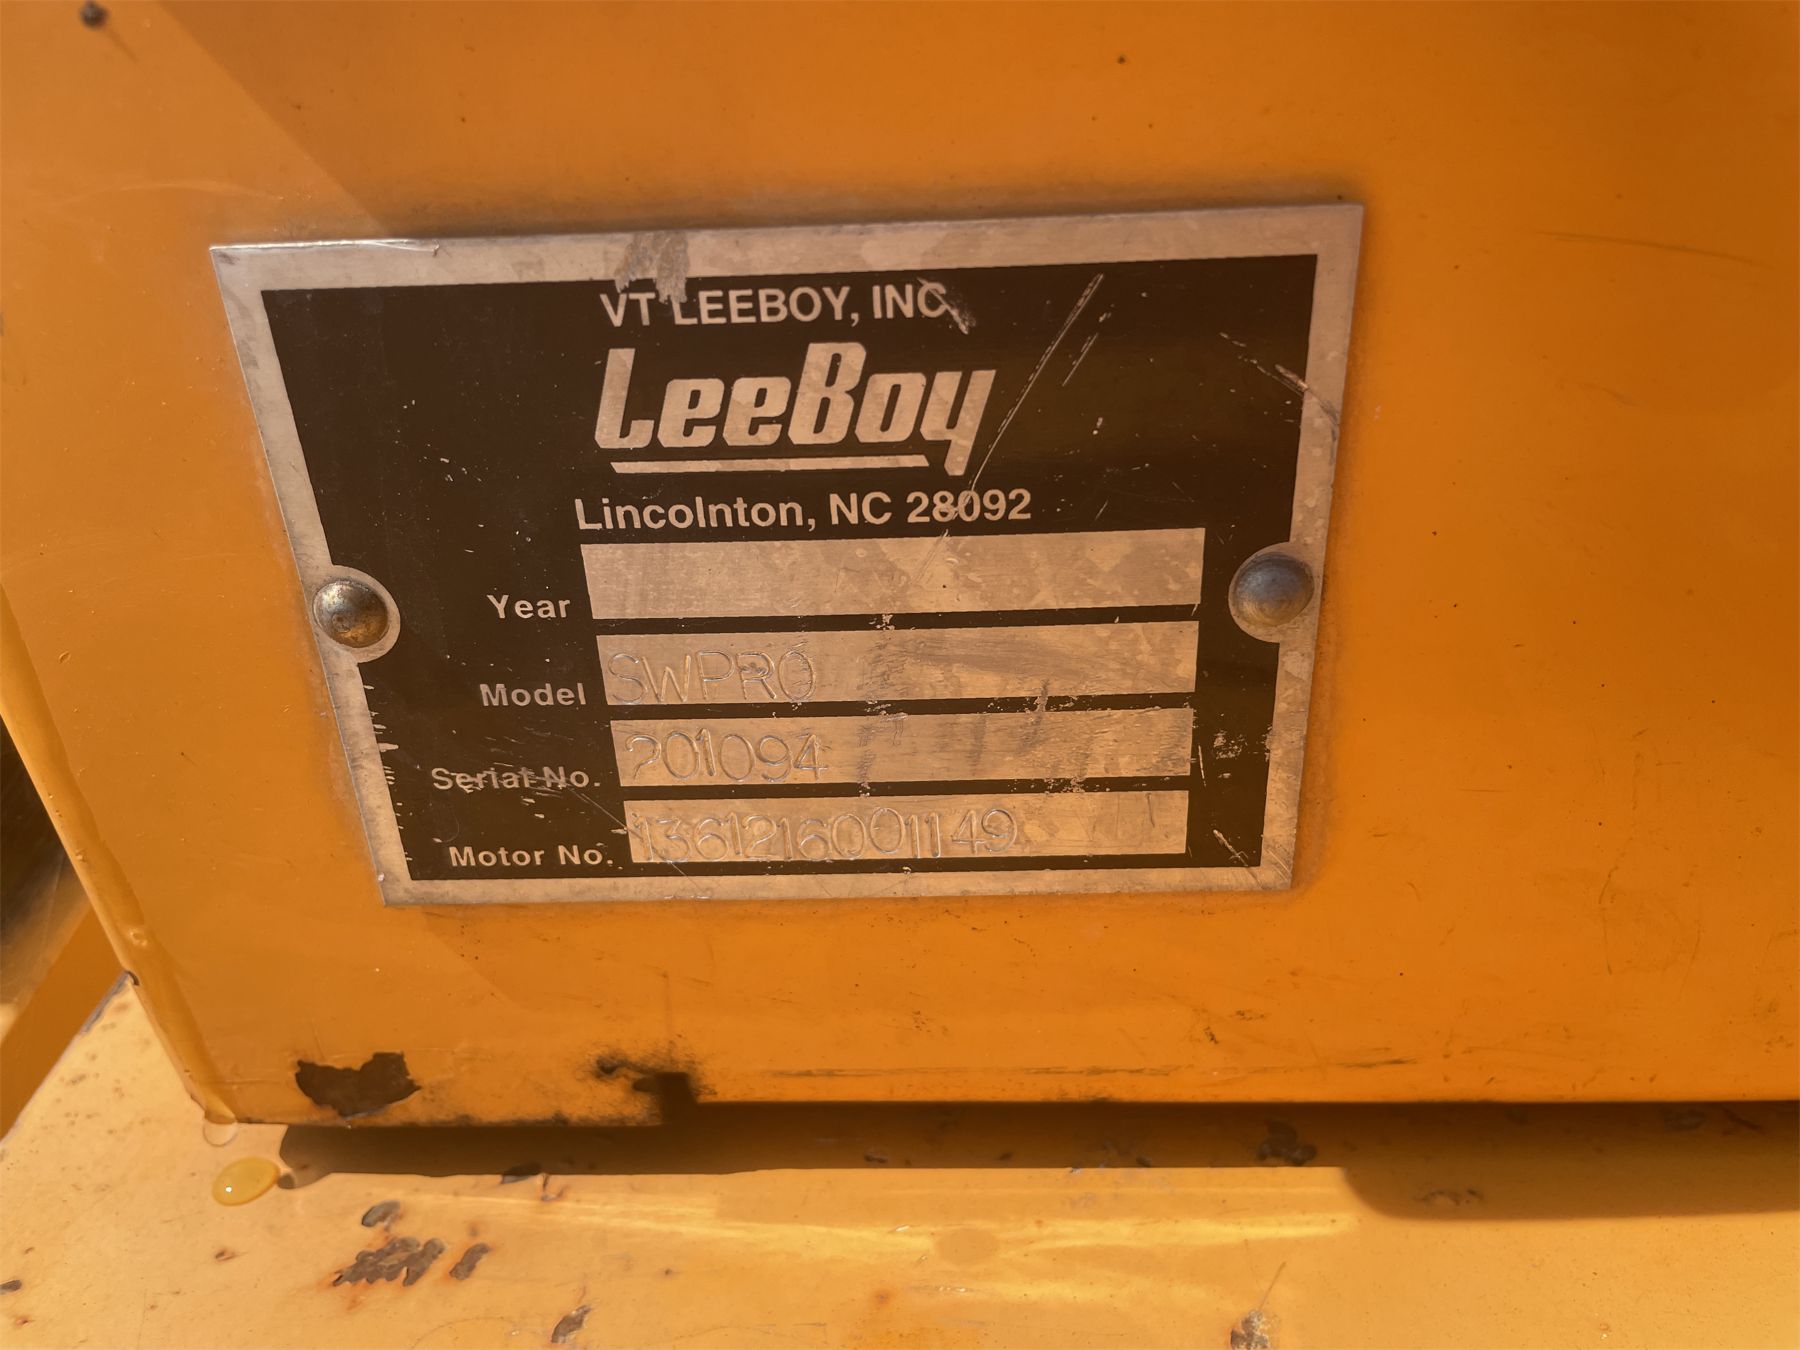 VT LEEBOY, INC.
LeeBoy
Lincolnton, NC 28092
Year
Model SWPRO
Serial No. 201094
Motor No. 1361216001149